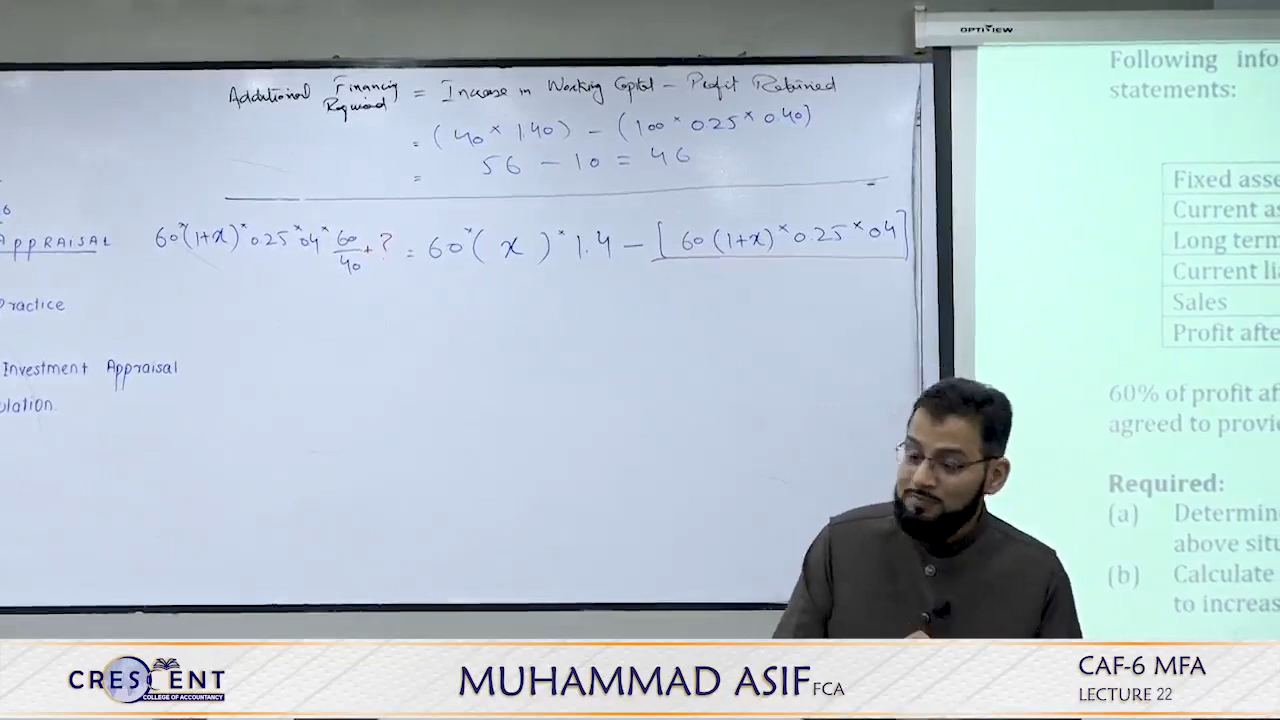 OPTIVIEW
Additional Financing Required = Increase in Working Capital – Profit Retained
= (40 × 1.40) – (100 × 0.25 × 0.40)
= 56 – 10 = 46
6
APPRAISAL
60 × (1+x) × 0.25 × 0.4 × 60/40 + ? = 60 × (x) × 1.4 – [60 (1+x) × 0.25 × 0.4]
Practice
Investment Appraisal
ulation.
Following info
statements:
Fixed asse
Current as
Long term
Current lia
Sales
Profit afte
60% of profit af
agreed to provi
Required:
(a) Determin
above situ
(b) Calculate
to increas
CRESCENT
COLLEGE OF ACCOUNTANCY
MUHAMMAD ASIF FCA
CAF-6 MFA
LECTURE 22